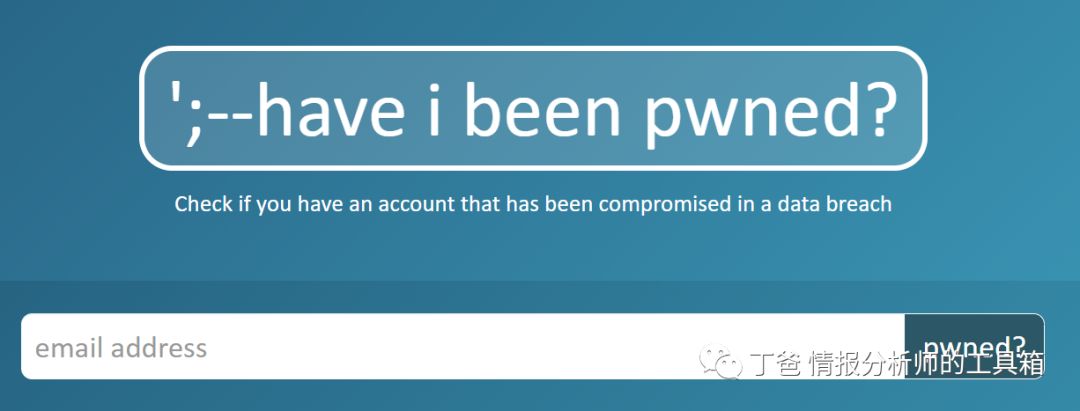 ';--have i been pwned?
Check if you have an account that has been compromised in a data breach
email address
pwned?
丁爸 情报分析师的工具箱